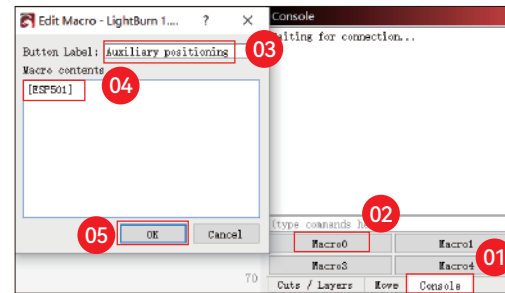 Edit Macro - LightBurn 1.... ? ×
Button Label: Auxiliary positioning
03
Macro contents
[ESP501]
04
05
OK
Cancel
70
Console
Waiting for connection...
02
(type commands h
Macro0
Macro1
01
Macro3
Macro4
Cuts / Layers
Move
Console